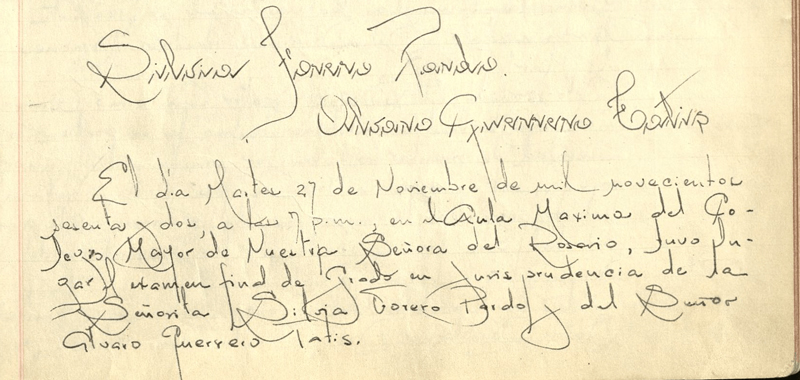 Silvia Forero Pardo.
Alvaro Guerrero Tatis
El día Martes 27 de Noviembre de mil novecientos
sesenta y dos, a las 7 p.m., en el Aula Maxima del Co-
legio Mayor de Nuestra Señora del Rosario, tuvo lu-
gar el examen final de Grado en Jurisprudencia de la
Señorita Silvia Forero Pardo y del Señor
Alvaro Guerrero Tatis.